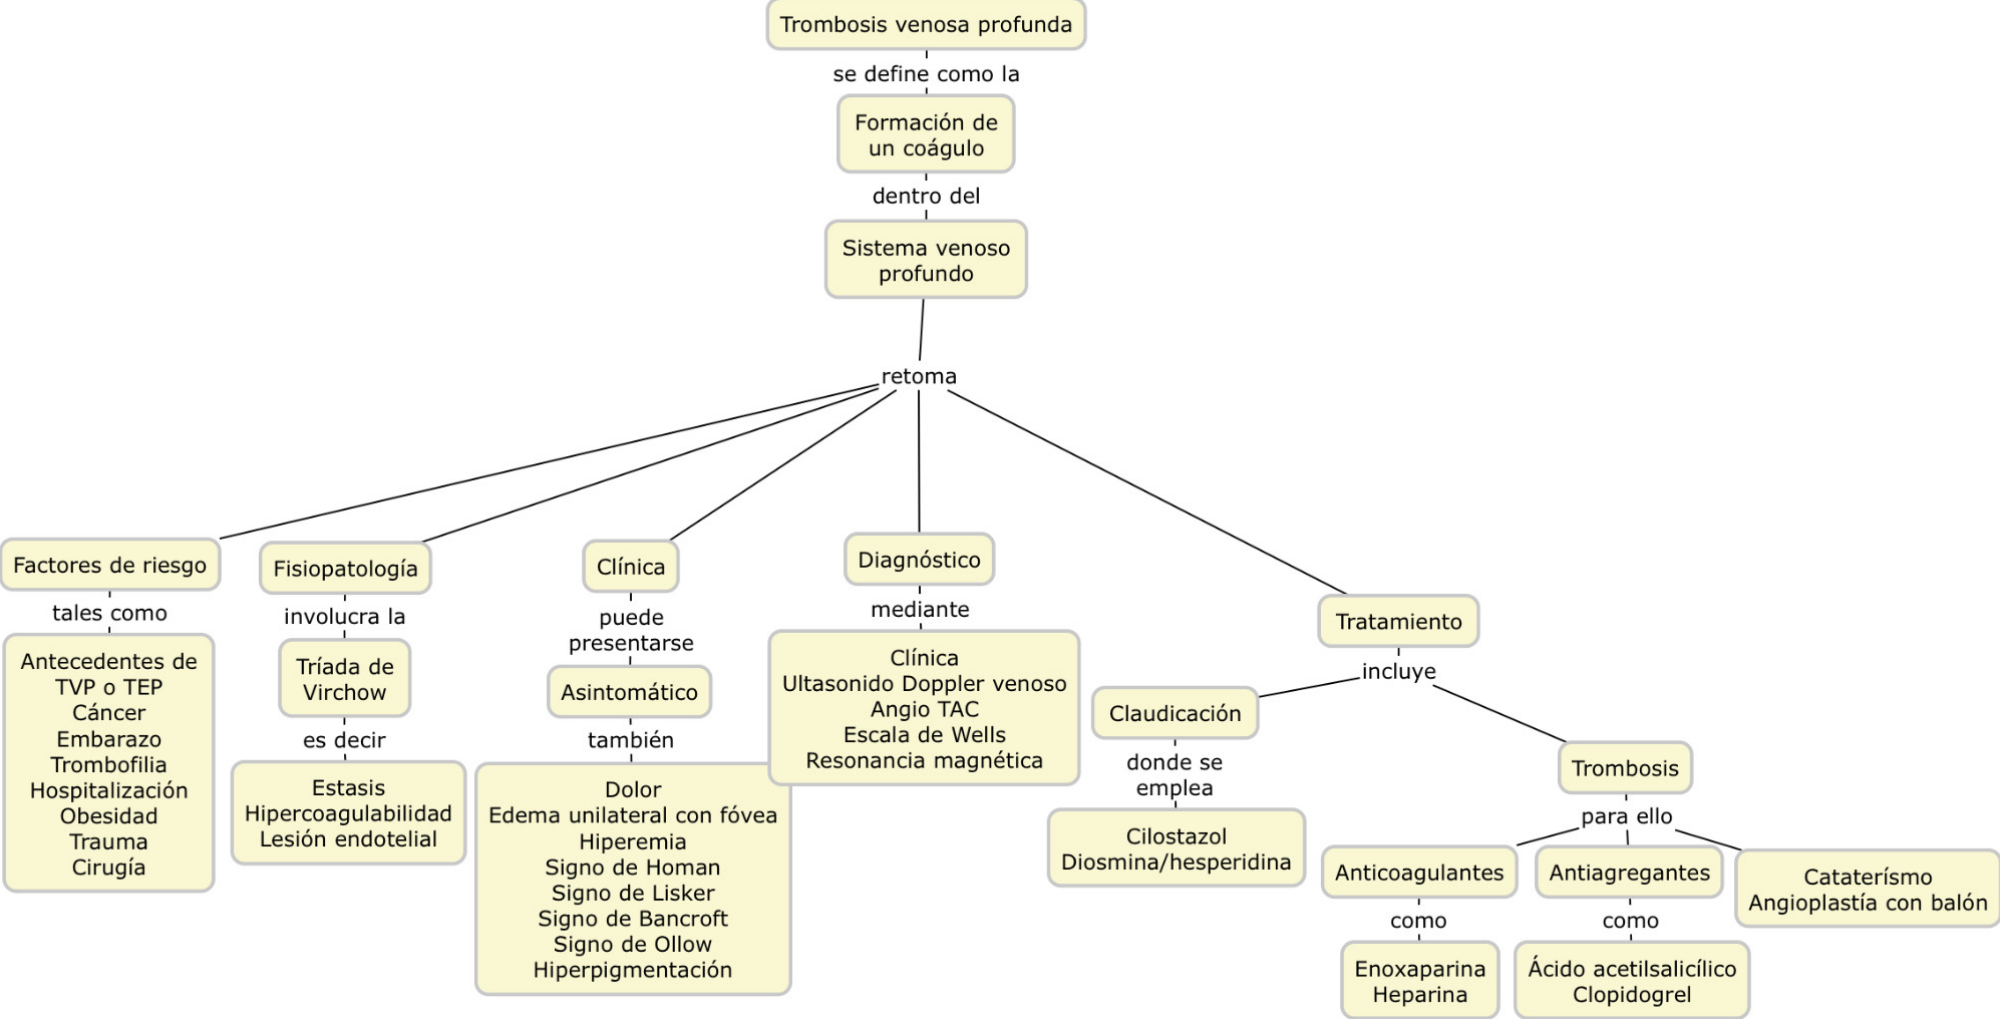 Trombosis venosa profunda
se define como la
Formación de
un coágulo
dentro del
Sistema venoso
profundo
retoma
Factores de riesgo
tales como
Antecedentes de
TVP o TEP
Cáncer
Embarazo
Trombofilia
Hospitalización
Obesidad
Trauma
Cirugía
Fisiopatología
involucra la
Tríada de
Virchow
es decir
Estasis
Hipercoagulabilidad
Lesión endotelial
Clínica
puede
presentarse
Asintomático
también
Dolor
Edema unilateral con fóvea
Hiperemia
Signo de Homan
Signo de Lisker
Signo de Bancroft
Signo de Ollow
Hiperpigmentación
Diagnóstico
mediante
Clínica
Ultasonido Doppler venoso
Angio TAC
Escala de Wells
Resonancia magnética
Tratamiento
incluye
Claudicación
donde se
emplea
Cilostazol
Diosmina/hesperidina
Trombosis
para ello
Anticoagulantes
como
Enoxaparina
Heparina
Antiagregantes
como
Ácido acetilsalicílico
Clopidogrel
Cataterísmo
Angioplastía con balón